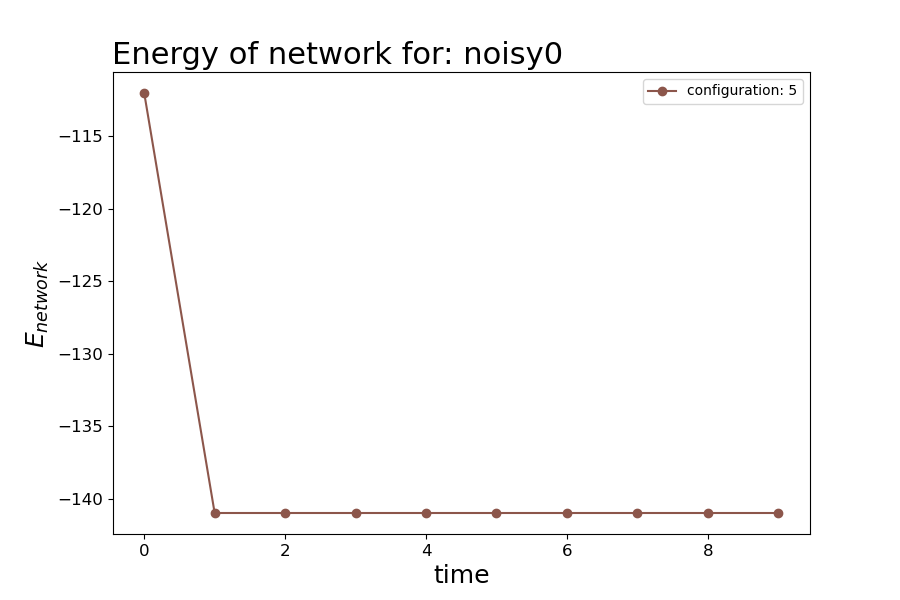 Energy of network for: noisy0
configuration: 5
−115
−120
−125
−130
−135
−140
E_network
0 2 4 6 8
time